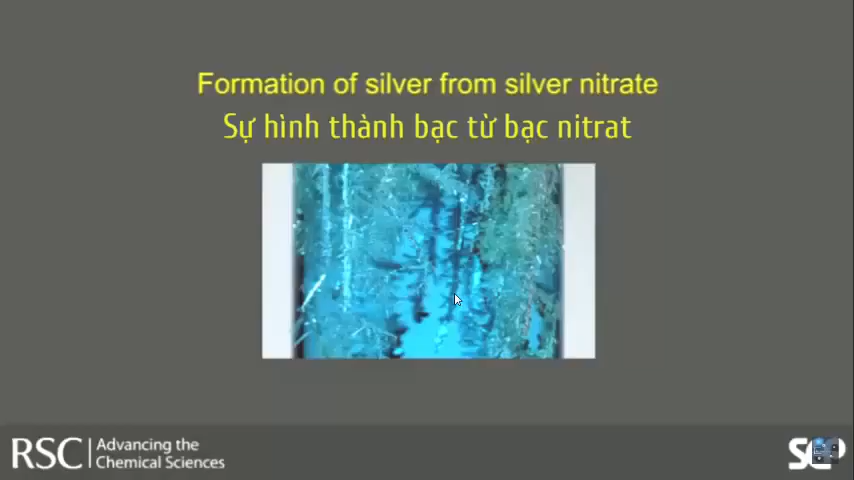 Formation of silver from silver nitrate
Sự hình thành bạc từ bạc nitrat
RSC
Advancing the
Chemical Sciences